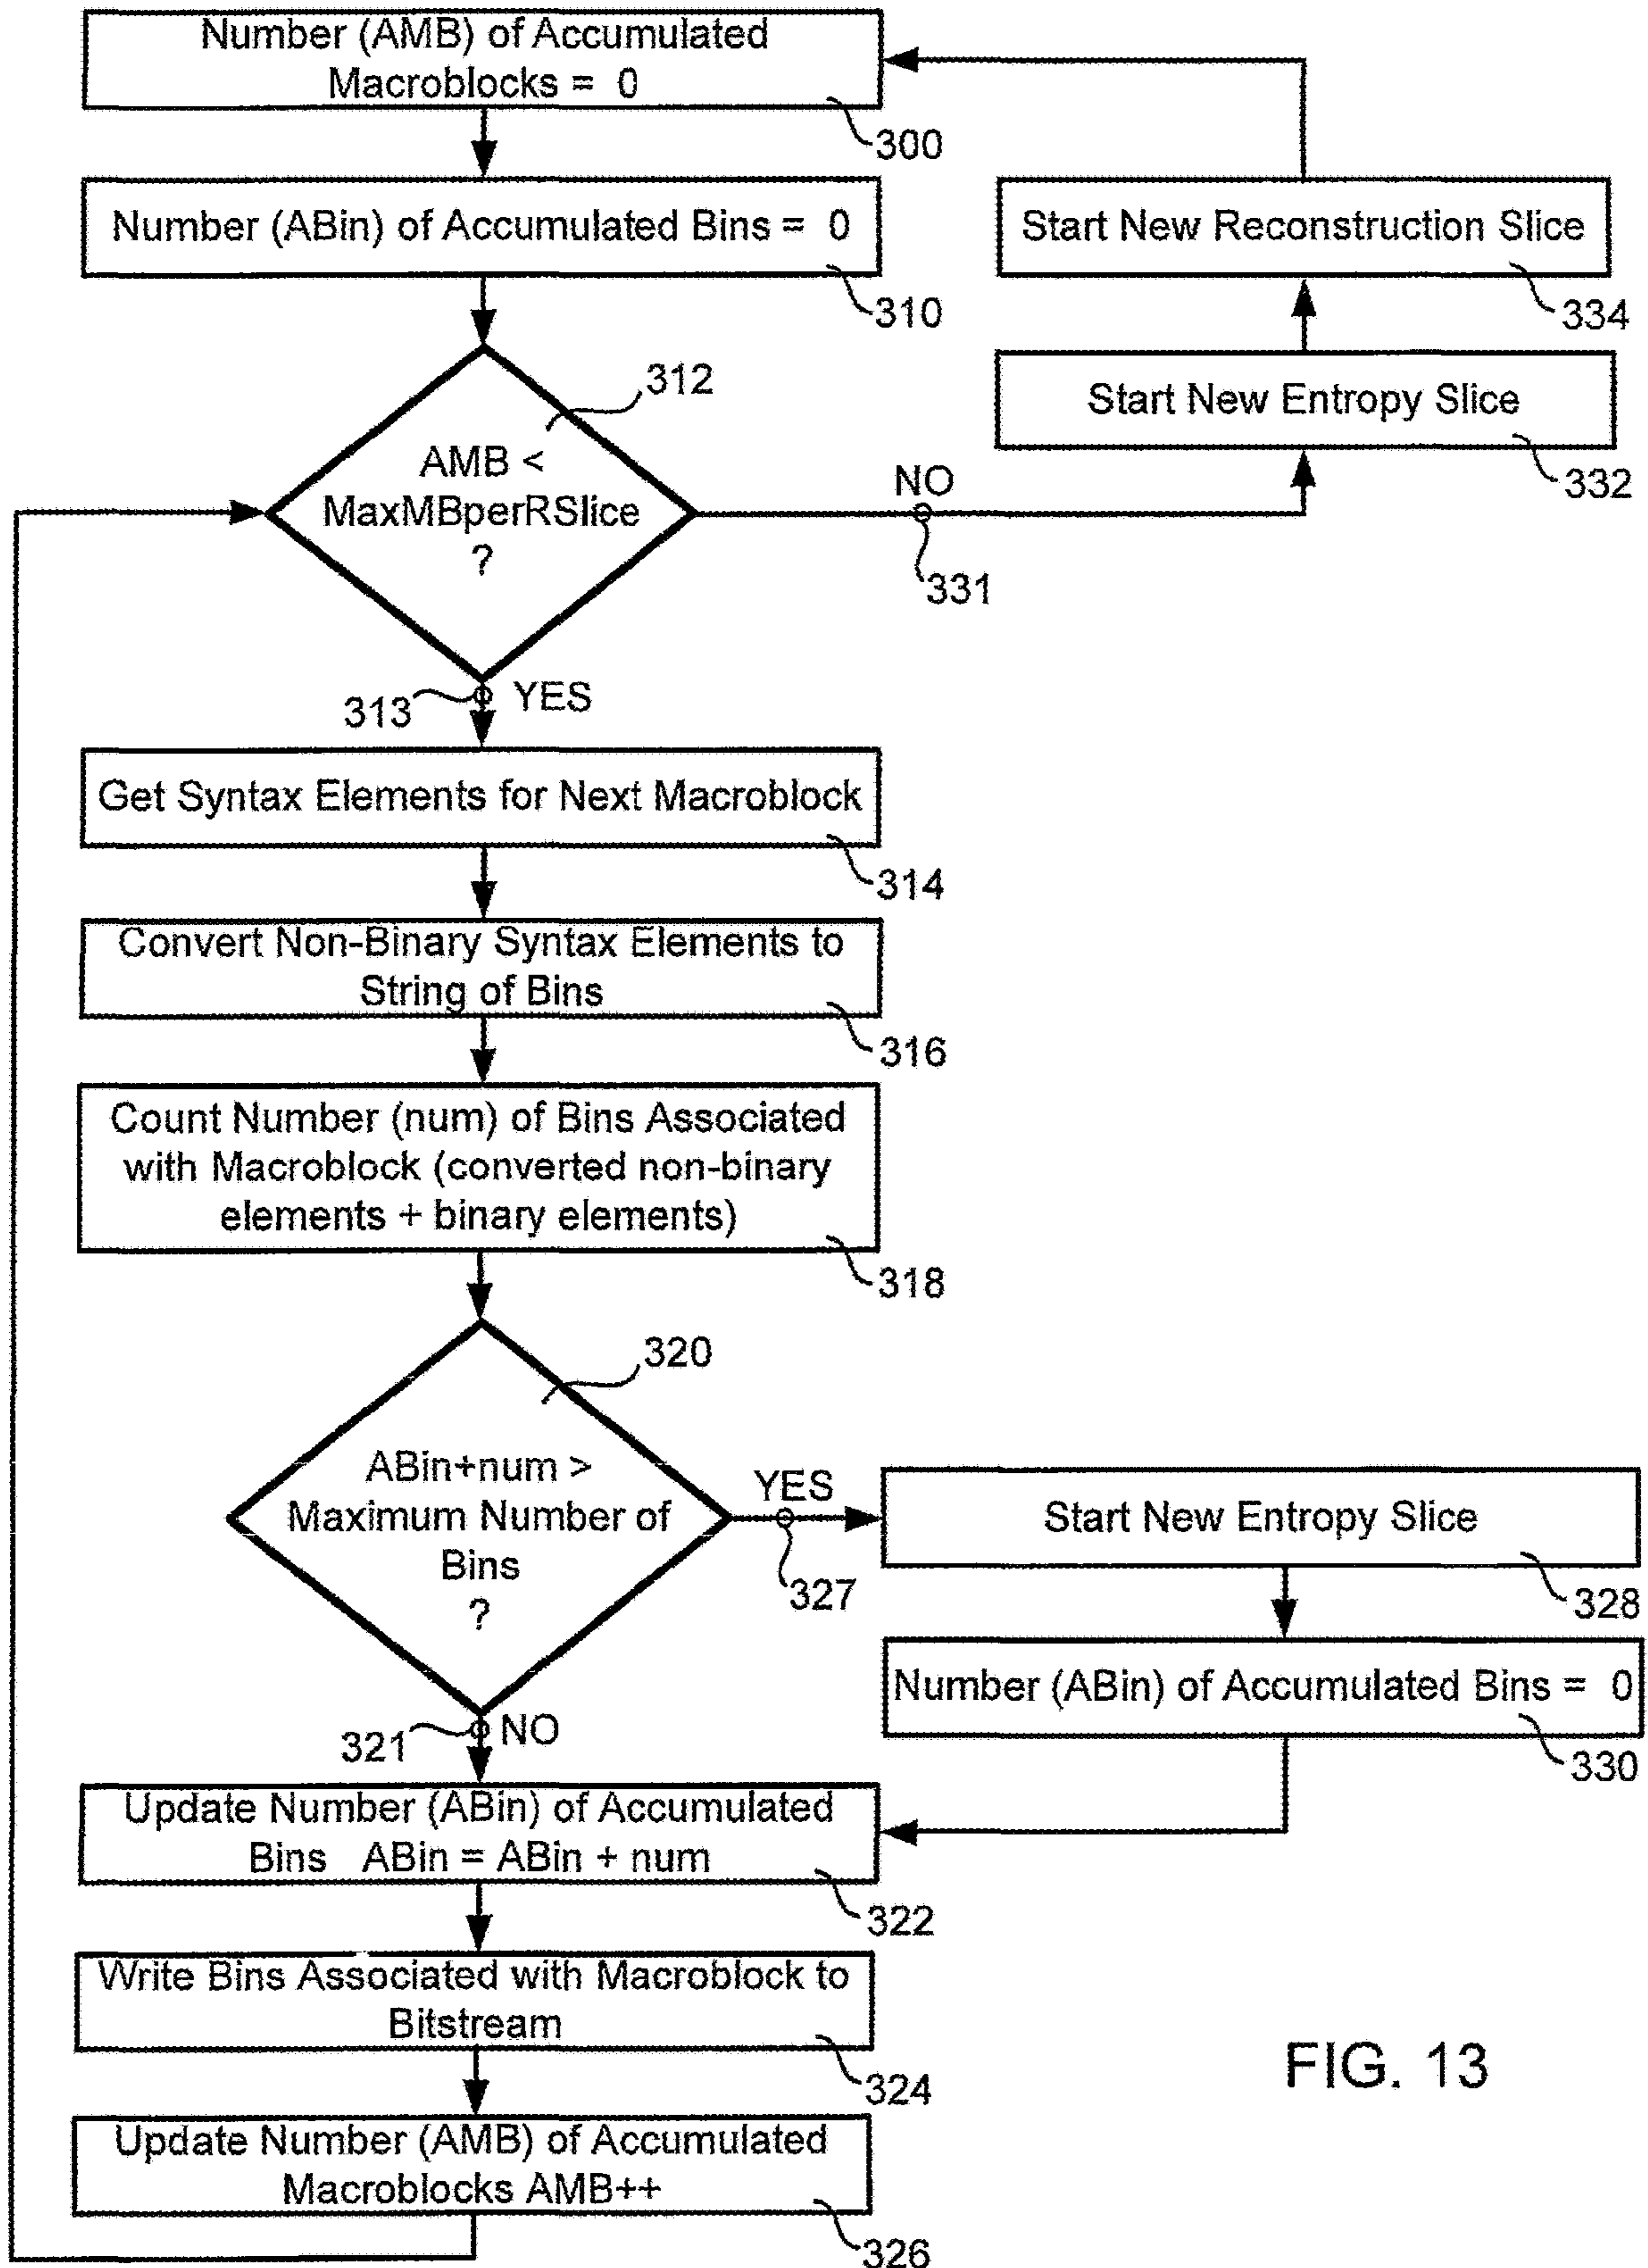 Number (AMB) of Accumulated
Macroblocks = 0
300
Number (ABin) of Accumulated Bins = 0
310
Start New Reconstruction Slice
334
Start New Entropy Slice
332
312
AMB <
MaxMBperRSlice
?
NO
331
313
YES
Get Syntax Elements for Next Macroblock
314
Convert Non-Binary Syntax Elements to
String of Bins
316
Count Number (num) of Bins Associated
with Macroblock (converted non-binary
elements + binary elements)
318
320
ABin+num >
Maximum Number of
Bins
?
YES
327
Start New Entropy Slice
328
Number (ABin) of Accumulated Bins = 0
330
321
NO
Update Number (ABin) of Accumulated
Bins ABin = ABin + num
322
Write Bins Associated with Macroblock to
Bitstream
324
Update Number (AMB) of Accumulated
Macroblocks AMB++
326
FIG. 13